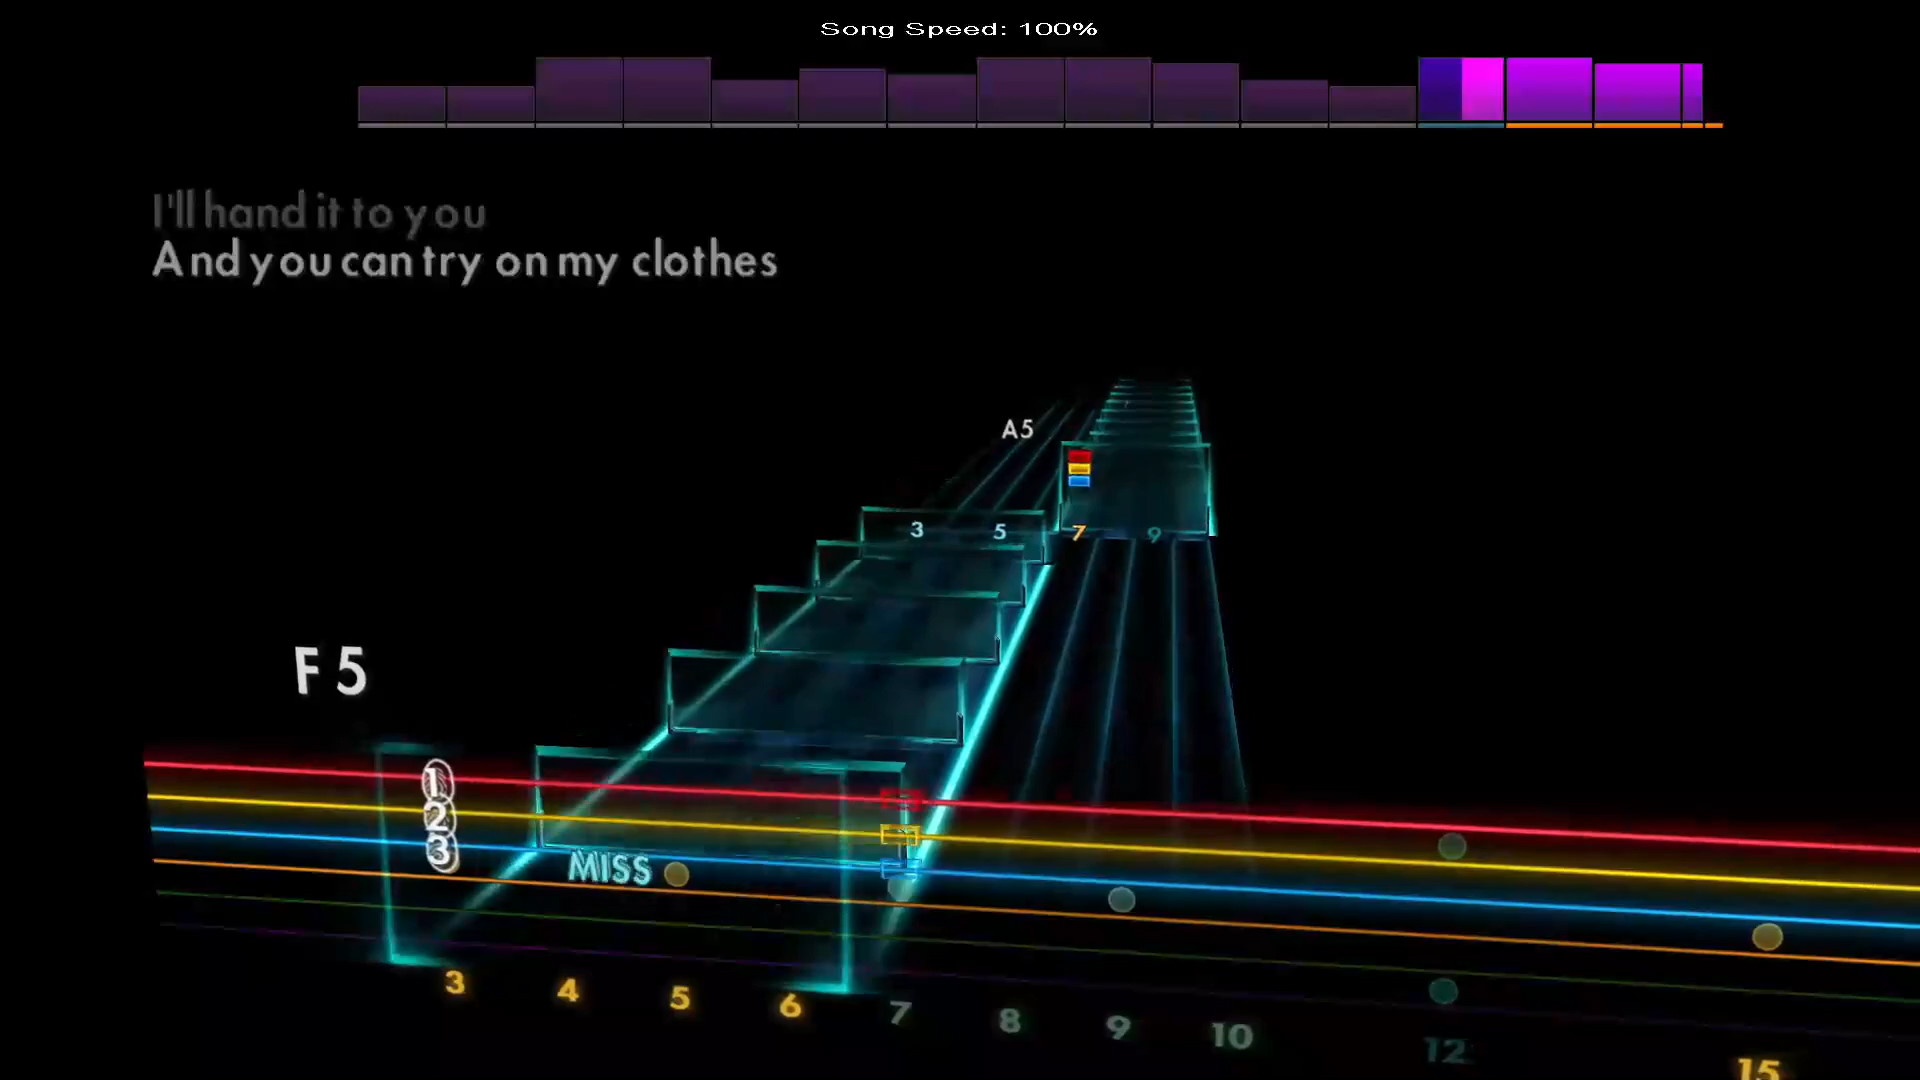 Song Speed: 100%
I'll hand it to you
And you can try on my clothes
A5
3 5 7 9
F5
1
2
3
MISS
3 4 5 6 7 8 9 10 12 15